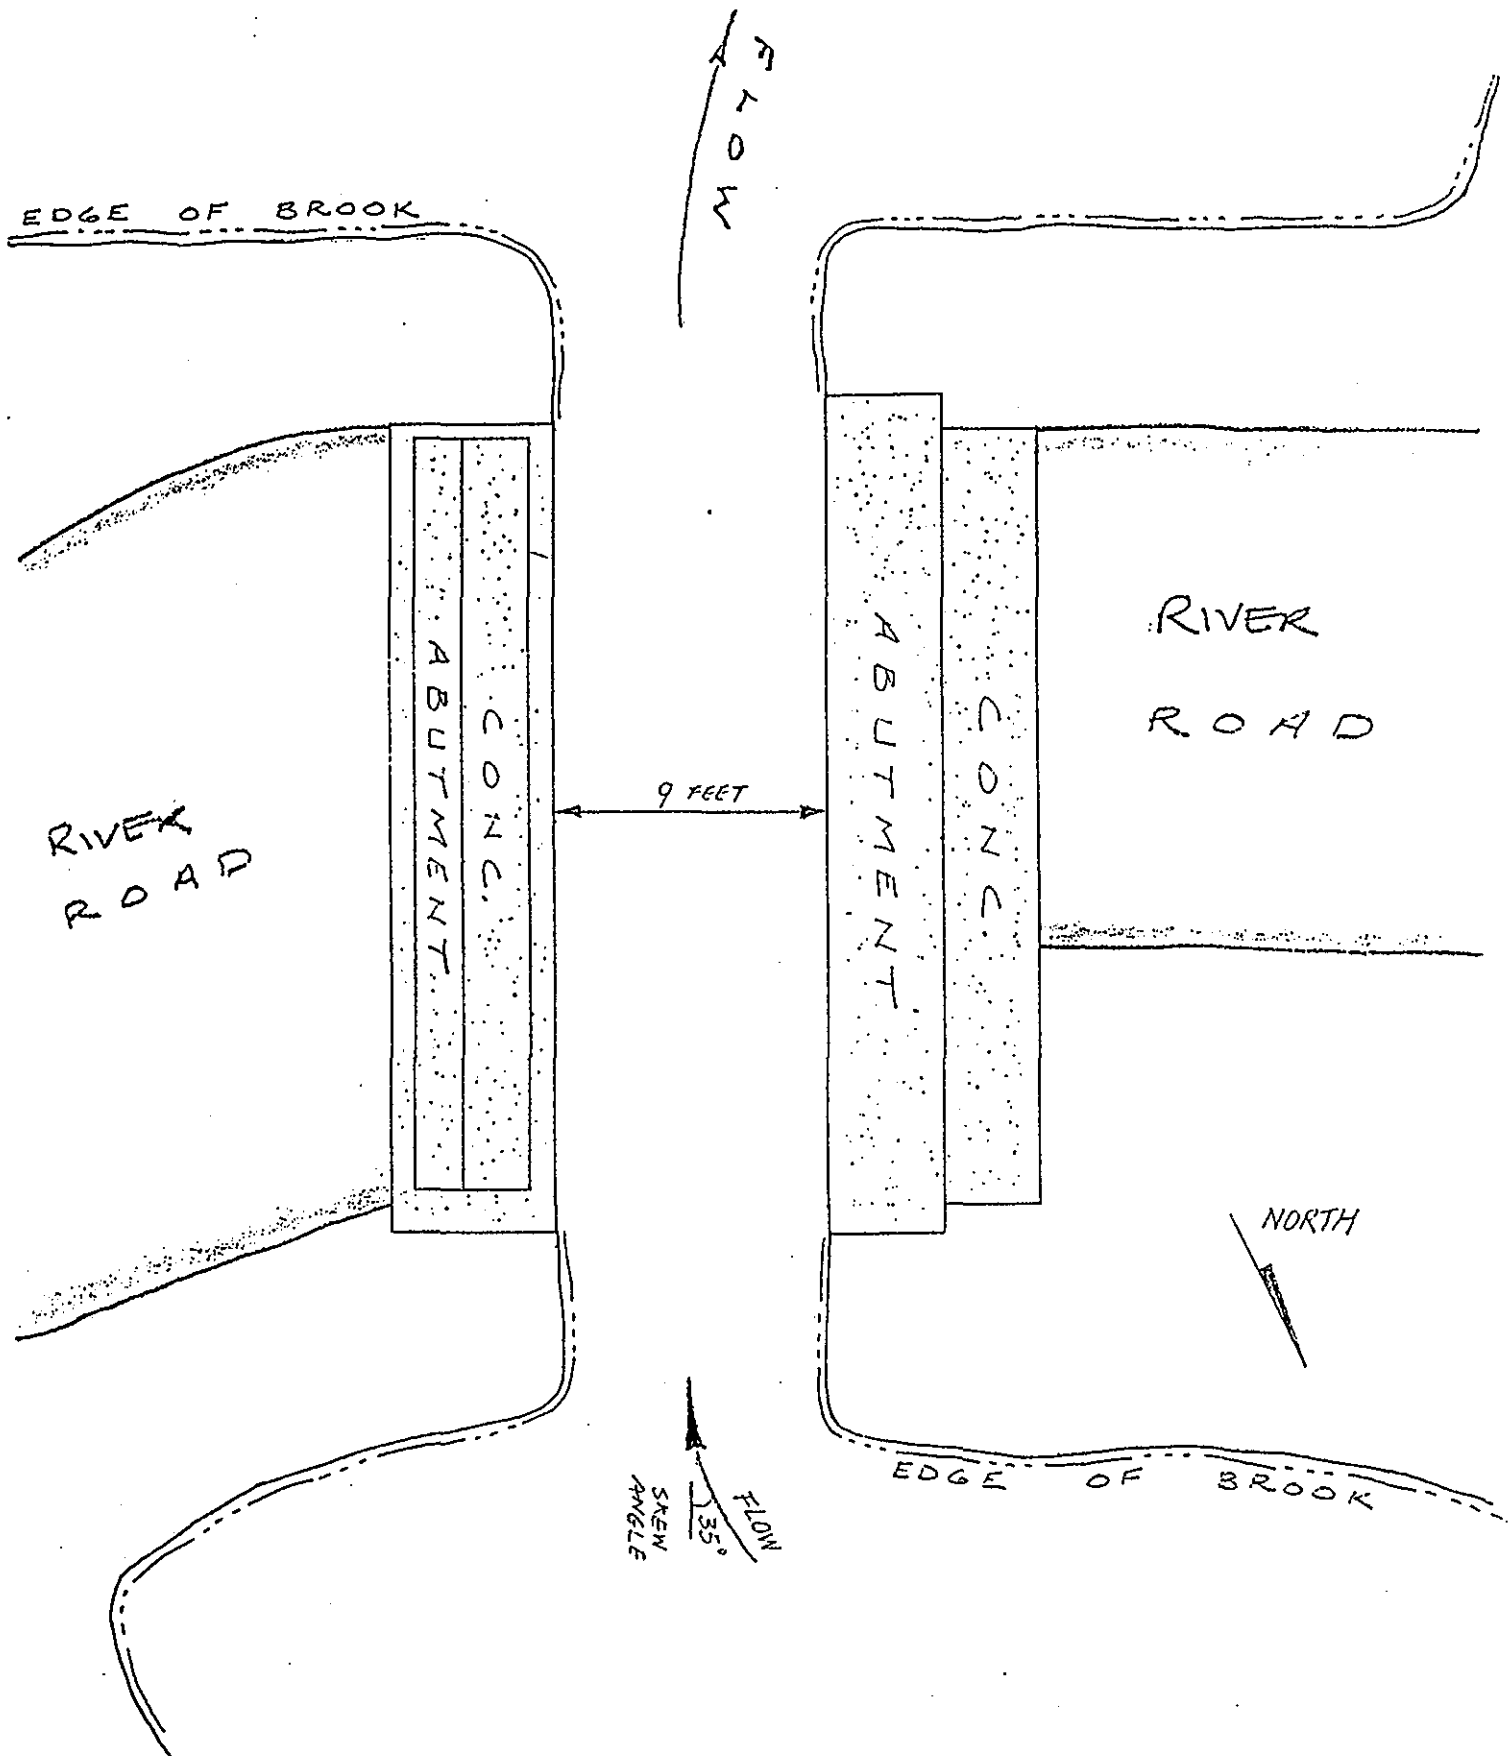 FLOW
EDGE OF BROOK
RIVER
ROAD
ABUTMENT
CONC.
9 FEET
ABUTMENT
CONC.
RIVER
ROAD
NORTH
EDGE OF BROOK
FLOW
35°
SKEW
ANGLE